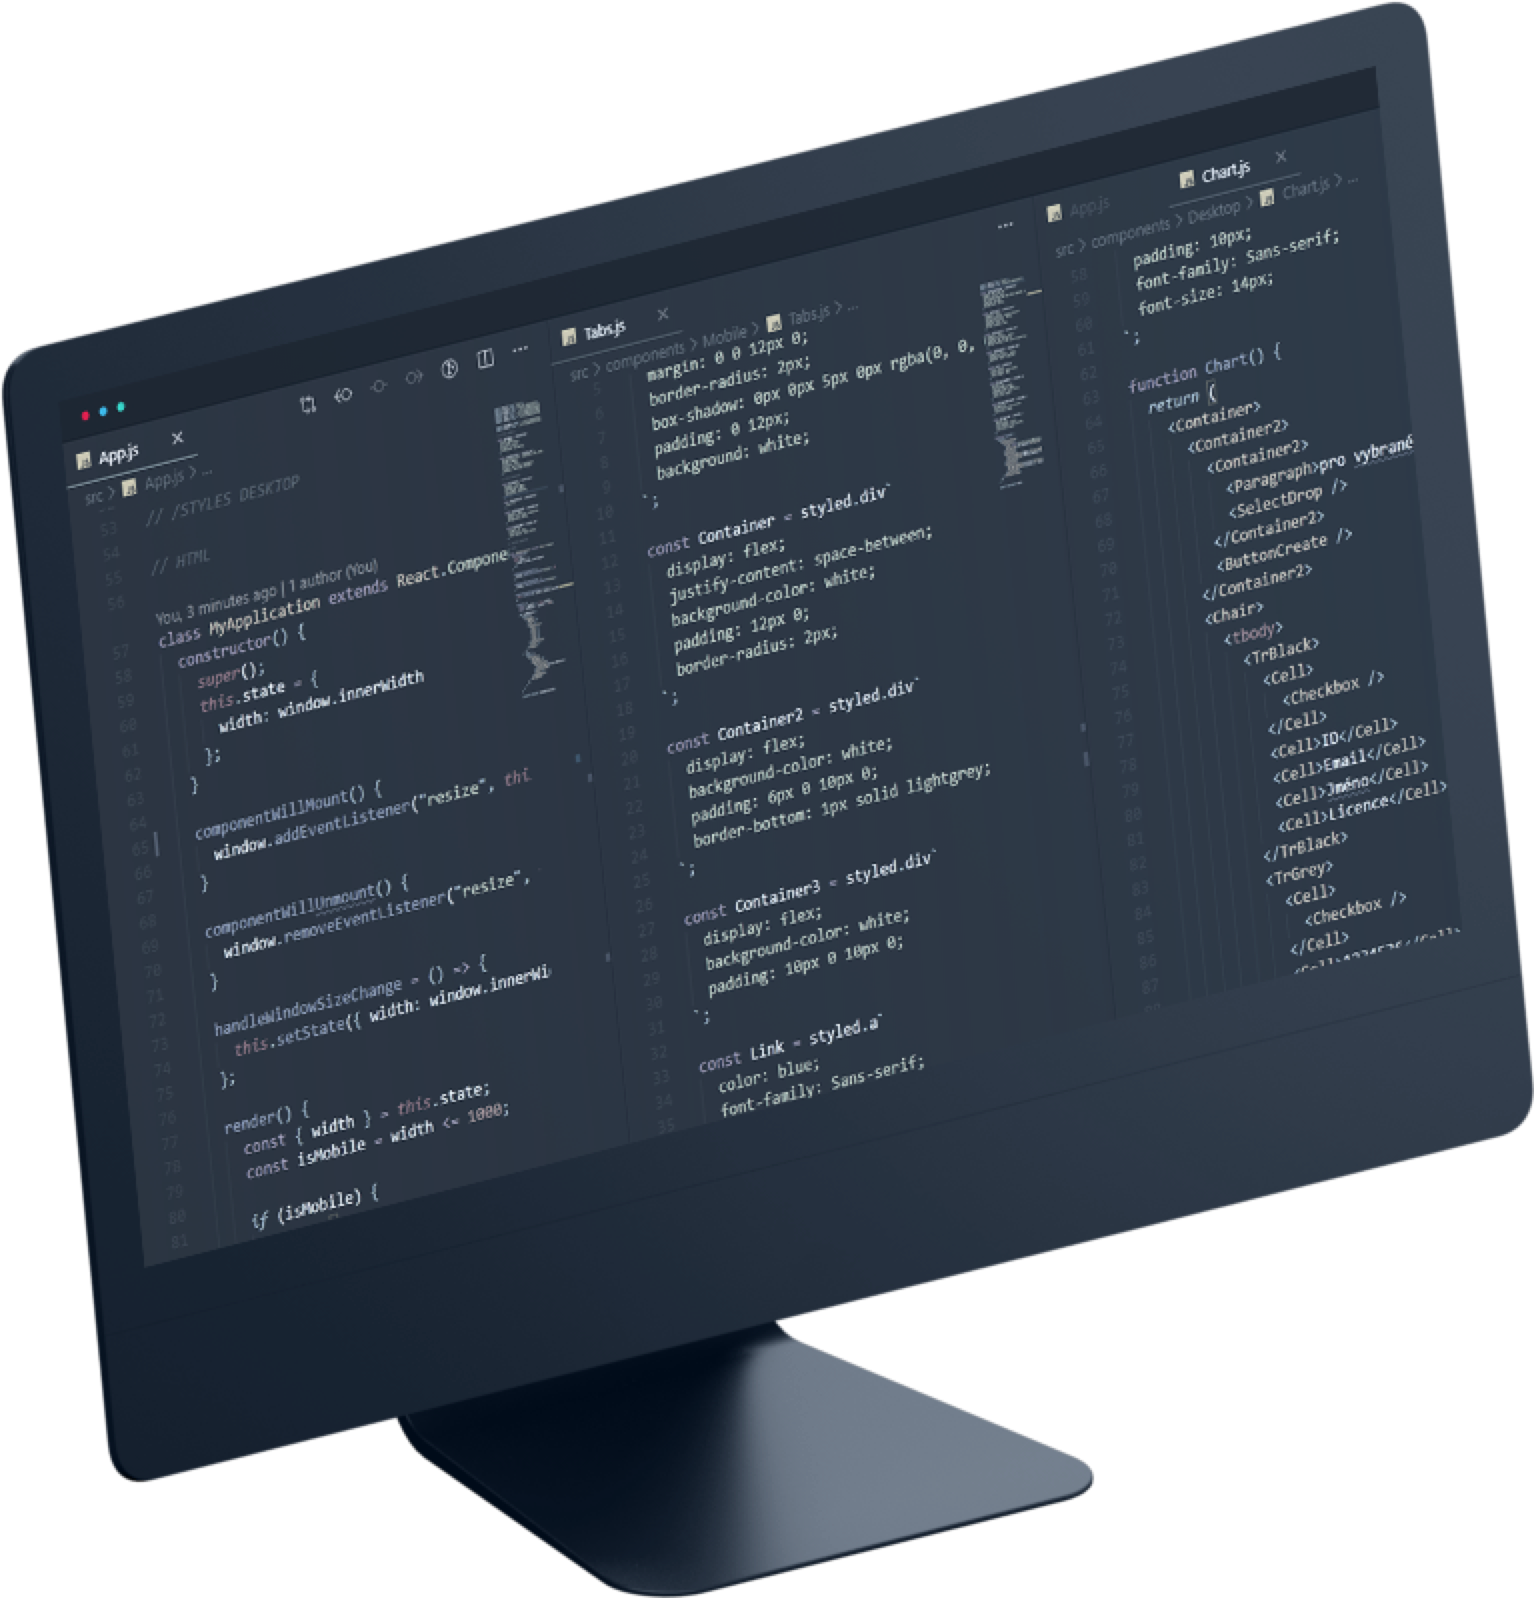 App.js
src > App.js > ...
53
// /STYLES DESKTOP
54
55
// HTML
56
You, 3 minutes ago | 1 author (You)
57
class MyApplication extends React.Compone
58
constructor() {
59
super();
60
this.state = {
61
width: window.innerWidth
62
};
63
}
64
65
componentWillMount() {
66
window.addEventListener("resize", thi
67
}
68
69
componentWillUnmount() {
70
window.removeEventListener("resize",
71
}
72
73
handleWindowSizeChange = () => {
74
this.setState({ width: window.innerWi
75
};
76
77
render() {
78
const { width } = this.state;
79
const isMobile = width <= 1000;
80
81
if (isMobile) {
Tabs.js
src > components > Mobile > Tabs.js > ...
5
margin: 0 0 12px 0;
6
border-radius: 2px;
7
box-shadow: 0px 0px 5px 0px rgba(0, 0,
8
padding: 0 12px;
9
background: white;
10
`;
11
12
const Container = styled.div`
13
display: flex;
14
justify-content: space-between;
15
background-color: white;
16
padding: 12px 0;
17
border-radius: 2px;
18
`;
19
20
const Container2 = styled.div`
21
display: flex;
22
background-color: white;
23
padding: 6px 0 10px 0;
24
border-bottom: 1px solid lightgrey;
25
`;
26
27
const Container3 = styled.div`
28
display: flex;
29
background-color: white;
30
padding: 10px 0 10px 0;
31
`;
32
33
const Link = styled.a`
34
color: blue;
35
font-family: Sans-serif;
App.js
Chart.js
src > components > Desktop > Chart.js > ...
58
padding: 10px;
59
font-family: Sans-serif;
60
font-size: 14px;
61
`;
62
63
function Chart() {
64
return (
65
<Container>
66
<Container2>
67
<Container2>
68
<Paragraph>pro vybrané
69
<SelectDrop />
70
</Container2>
71
<ButtonCreate />
72
</Container2>
73
<Chair>
74
<tbody>
75
<TrBlack>
76
<Cell>
77
<Checkbox />
78
</Cell>
79
<Cell>ID</Cell>
80
<Cell>Email</Cell>
81
<Cell>Jméno</Cell>
82
<Cell>Licence</Cell>
83
</TrBlack>
84
<TrGrey>
85
<Cell>
86
<Checkbox />
87
</Cell>